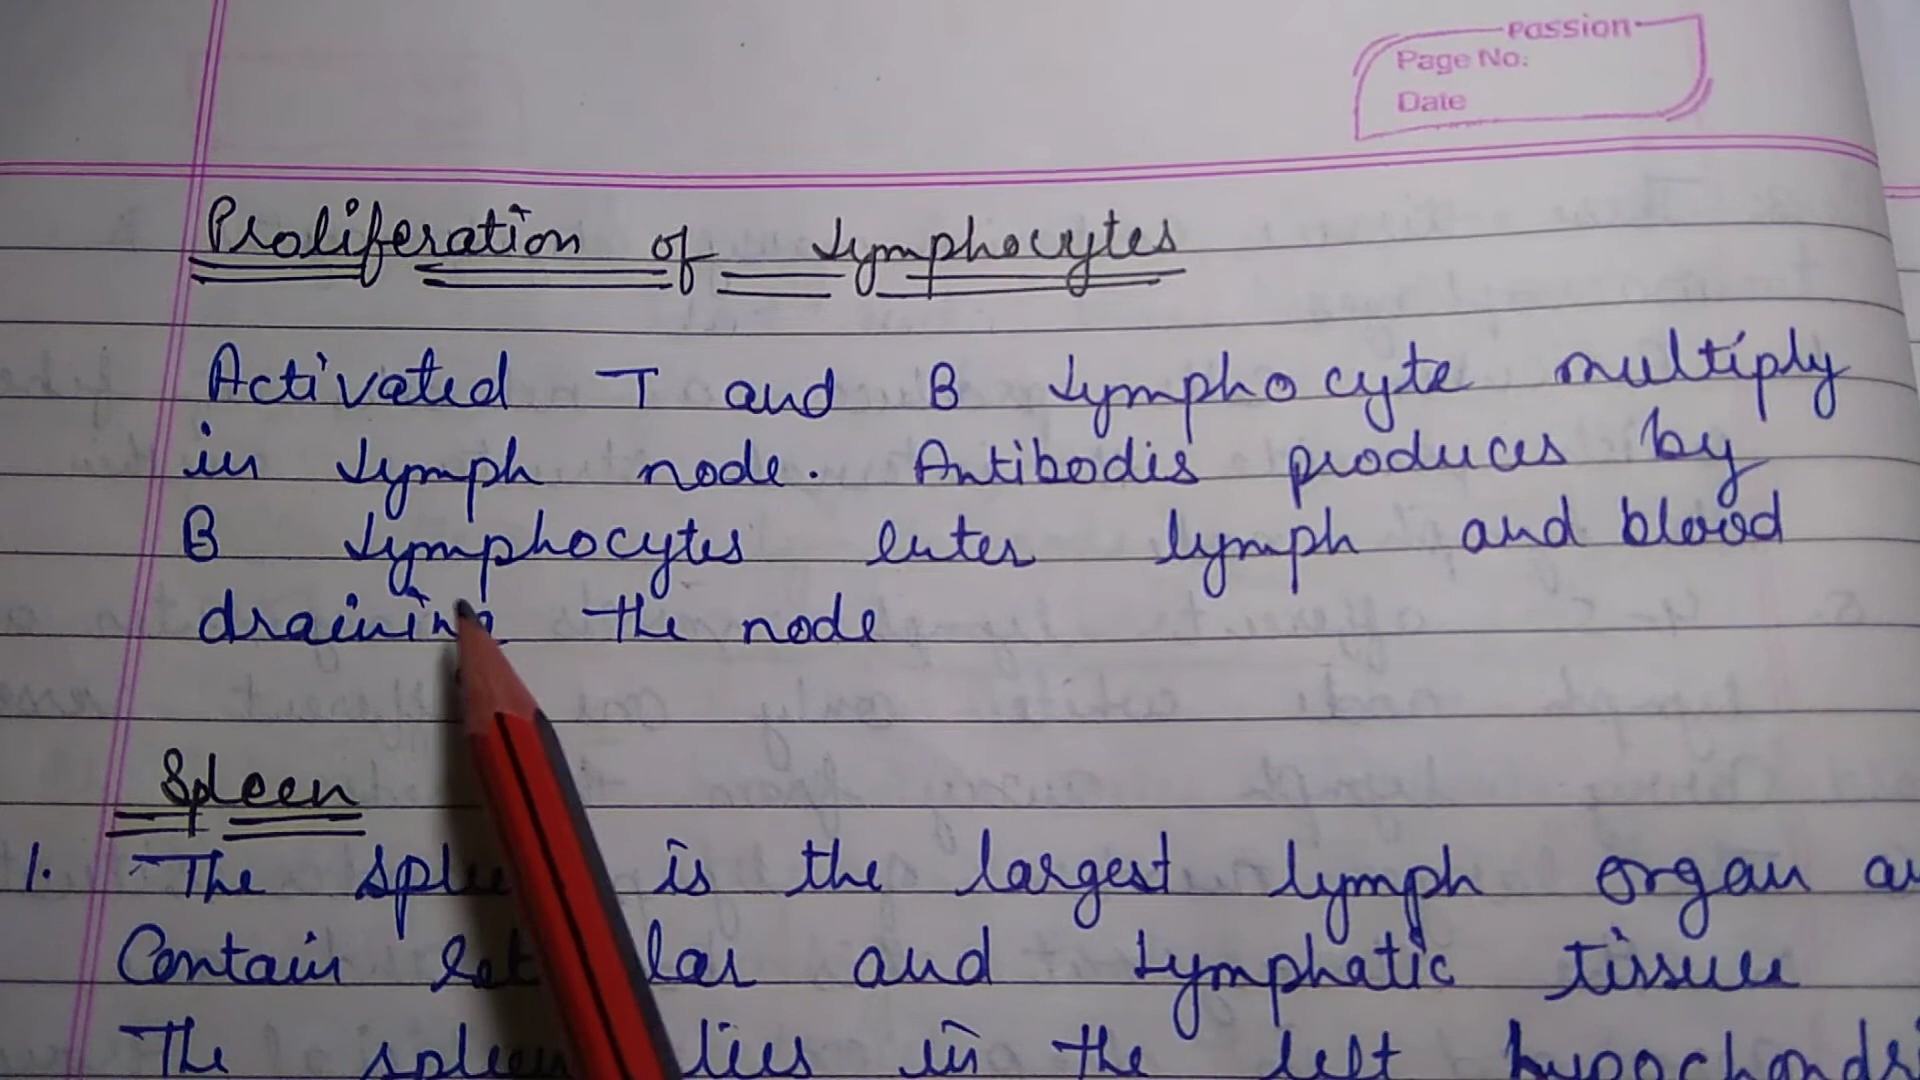 Passion
Page No:
Date
Proliferation of Lymphocytes
Activated T and B Lymphocyte multiply
in Lymph node. Antibodis produces by
B Lymphocytes enter lymph and blood
draining the node
Spleen
1. The is the largest lymph organ
Contain and Lymphatic tissue
The spleen lies in the left